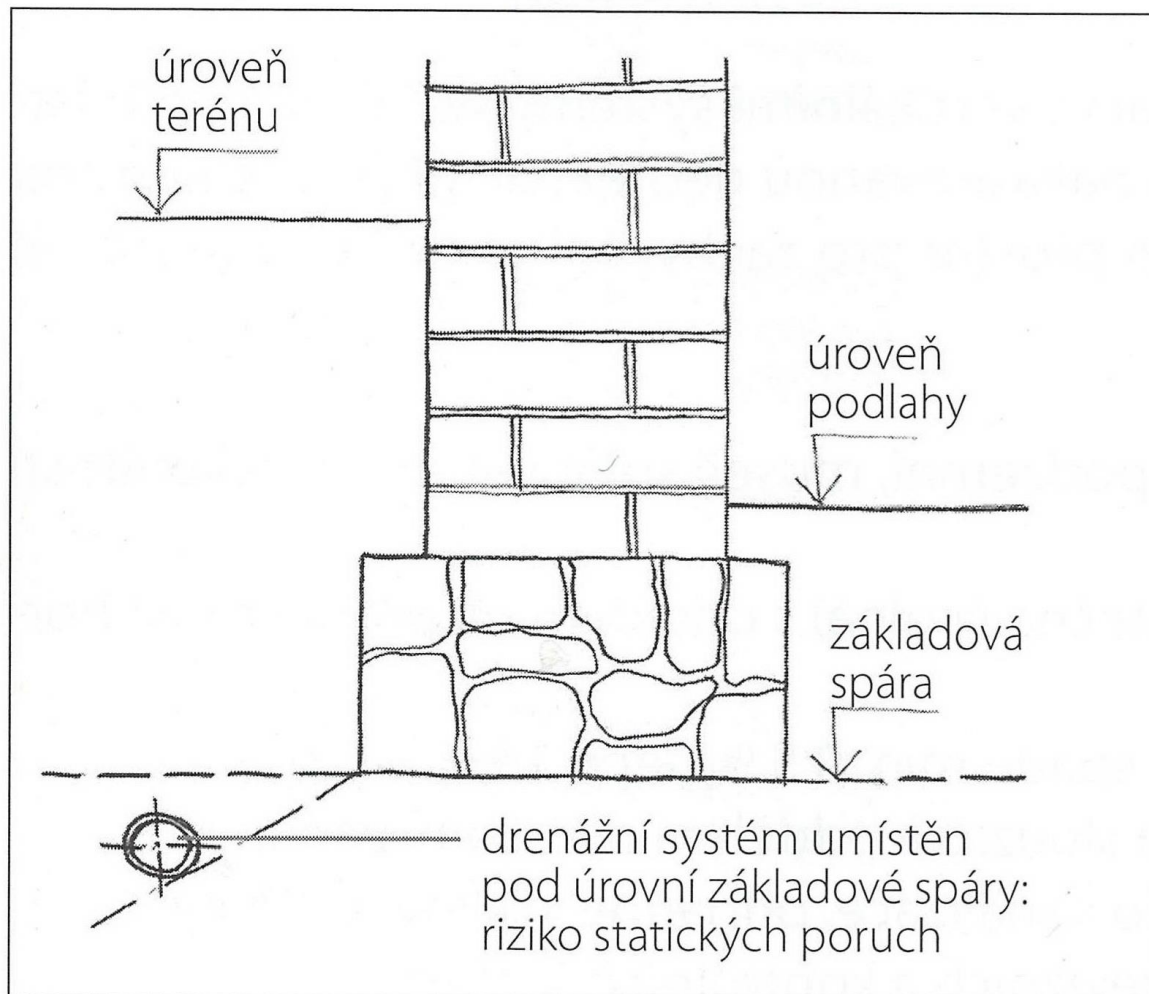 úroveň
terénu
úroveň
podlahy
základová
spára
drenážní systém umístěn
pod úrovní základové spáry:
riziko statických poruch